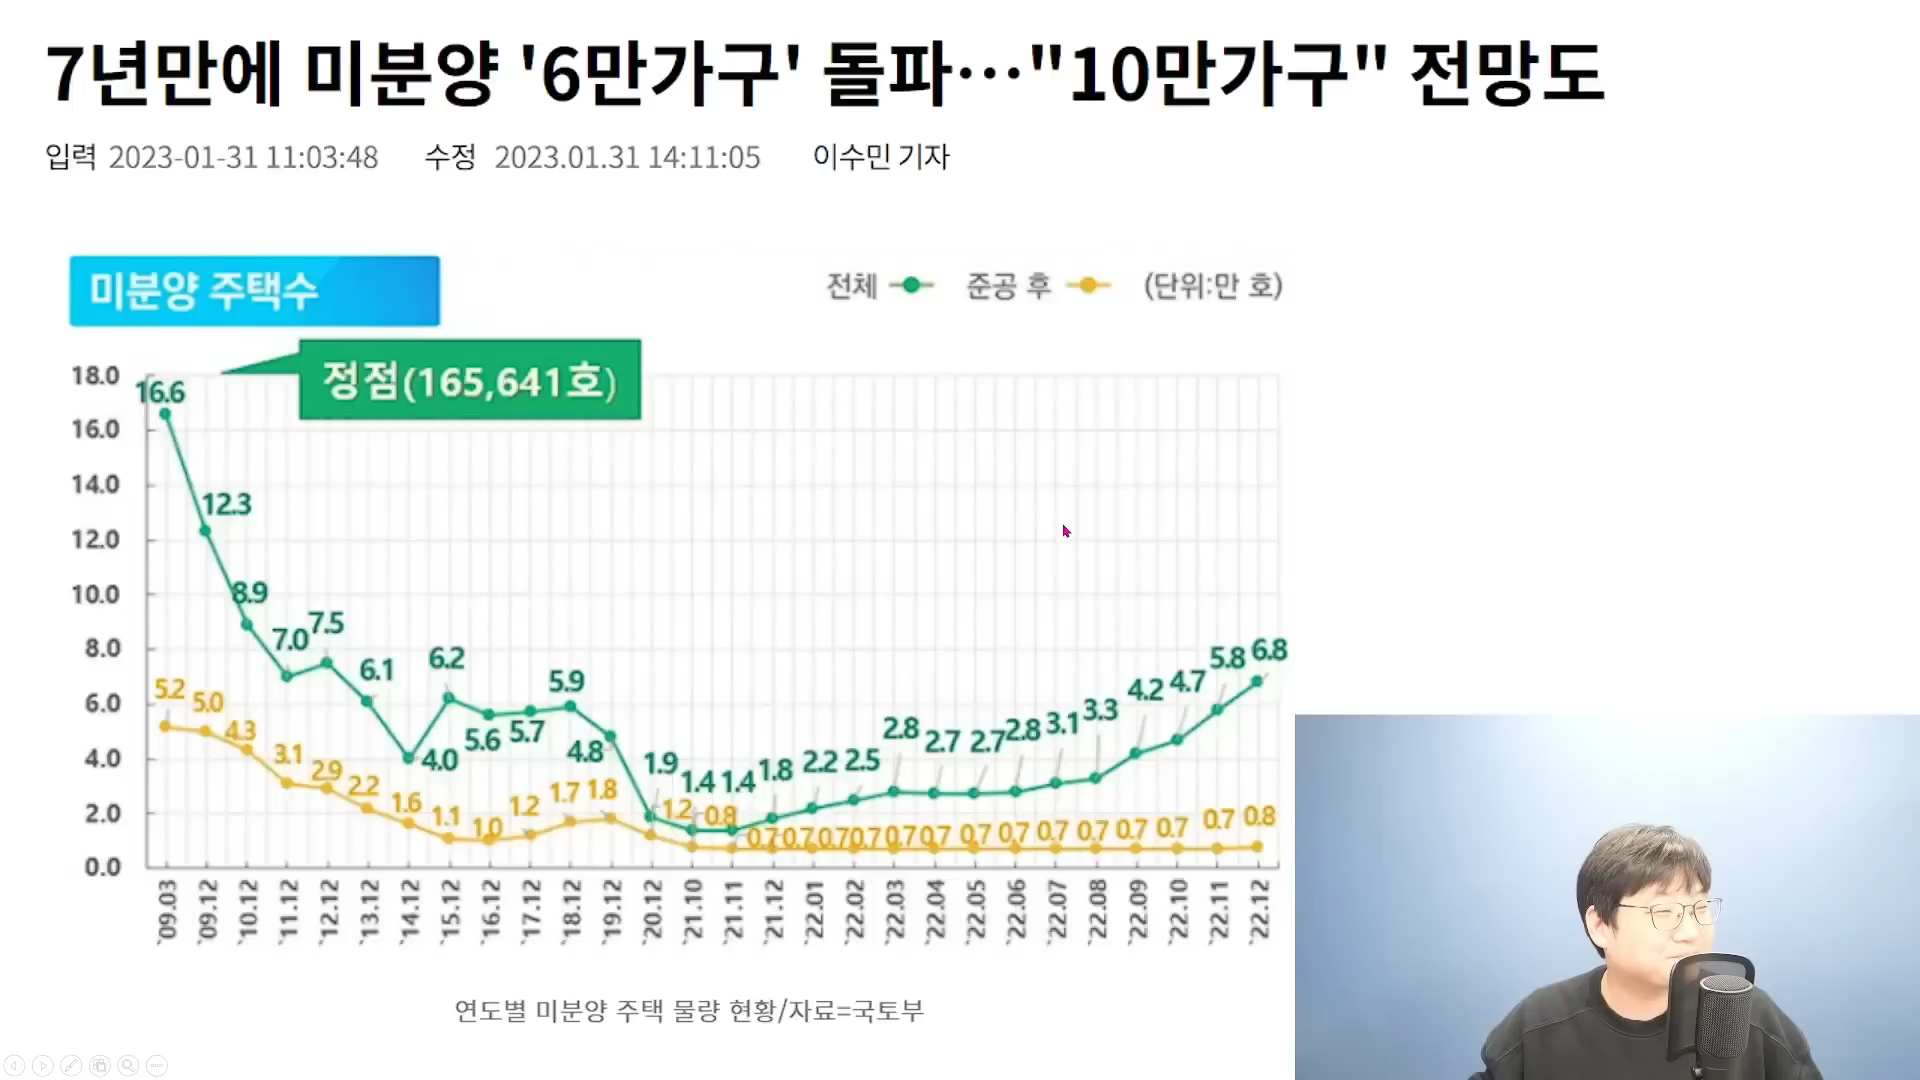 7년만에 미분양 '6만가구' 돌파…"10만가구" 전망도
입력 2023-01-31 11:03:48 수정 2023.01.31 14:11:05 이수민 기자
미분양 주택수
전체 준공 후 (단위:만 호)
정점(165,641호)
18.0
16.0
14.0
12.0
10.0
8.0
6.0
4.0
2.0
0.0
16.6 12.3 8.9 7.0 7.5 6.1 4.0 6.2 5.6 5.7 5.9 4.8 1.9 1.4 1.4 1.8 2.2 2.5 2.8 2.7 2.7 2.8 3.1 3.3 4.2 4.7 5.8 6.8
5.2 5.0 4.3 3.1 2.9 2.2 1.6 1.1 1.0 1.2 1.7 1.8 1.2 0.8 0.7 0.7 0.7 0.7 0.7 0.7 0.7 0.7 0.7 0.7 0.7 0.7 0.7 0.8
`09.03 `09.12 `10.12 `11.12 `12.12 `13.12 `14.12 `15.12 `16.12 `17.12 `18.12 `19.12 `20.12 `21.10 `21.11 `21.12 `22.01 `22.02 `22.03 `22.04 `22.05 `22.06 `22.07 `22.08 `22.09 `22.10 `22.11 `22.12
연도별 미분양 주택 물량 현황/자료=국토부